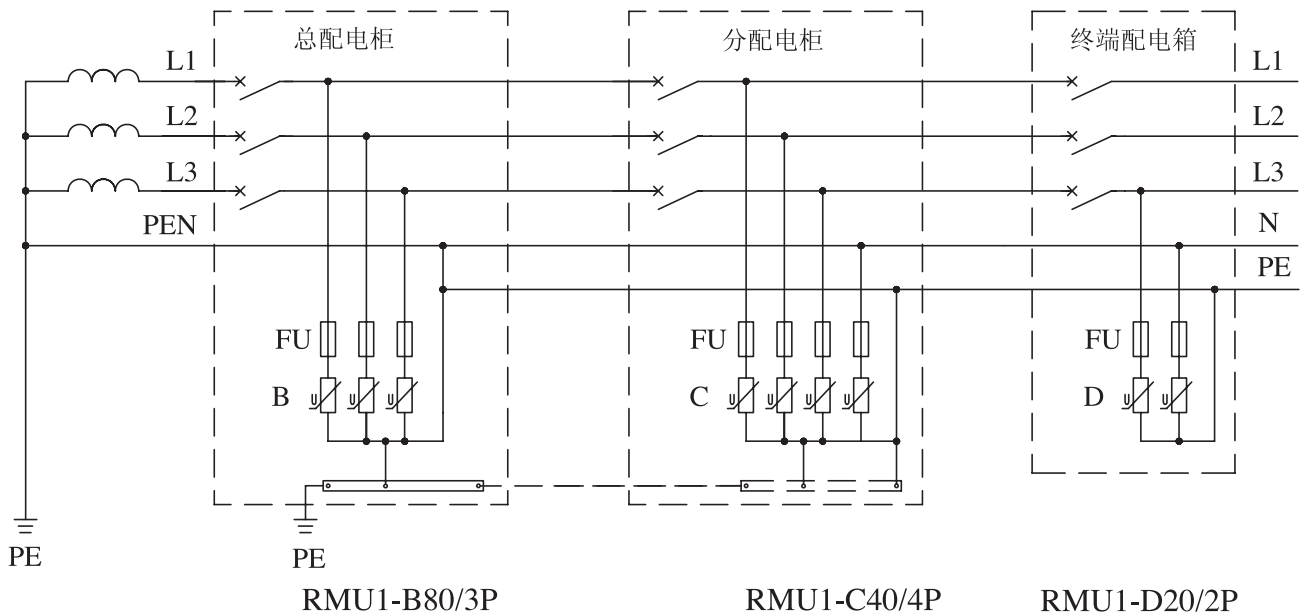 总配电柜
分配电柜
终端配电箱
L1
L1
L2
L2
L3
L3
PEN
N
PE
FU
FU
FU
B
U
U
U
C
U
U
U
U
D
U
U
PE
PE
RMU1-B80/3P
RMU1-C40/4P
RMU1-D20/2P